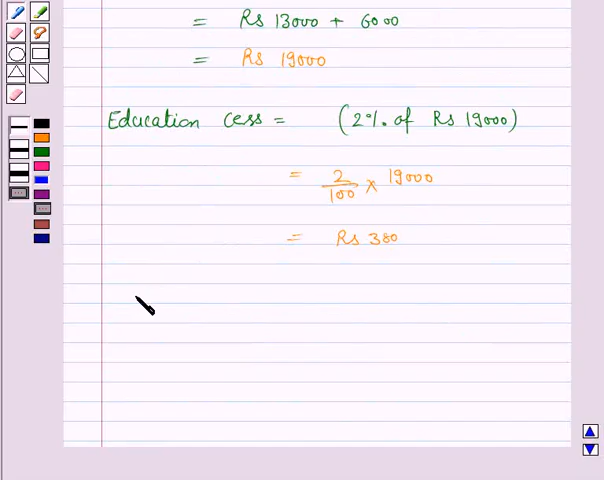 = Rs 13000 + 6000
= Rs 19000
Education cess = (2% of Rs 19000)
= 2/100 × 19000
= Rs 380